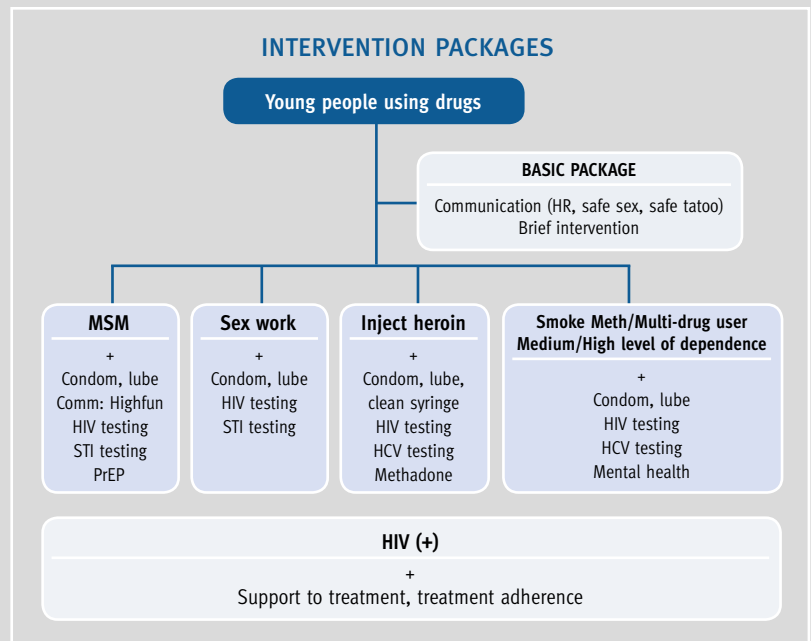 INTERVENTION PACKAGES
Young people using drugs
BASIC PACKAGE
Communication (HR, safe sex, safe tatoo)
Brief intervention
MSM
+
Condom, lube
Comm: Highfun
HIV testing
STI testing
PrEP
Sex work
+
Condom, lube
HIV testing
STI testing
Inject heroin
+
Condom, lube,
clean syringe
HIV testing
HCV testing
Methadone
Smoke Meth/Multi-drug user
Medium/High level of dependence
+
Condom, lube
HIV testing
HCV testing
Mental health
HIV (+)
+
Support to treatment, treatment adherence